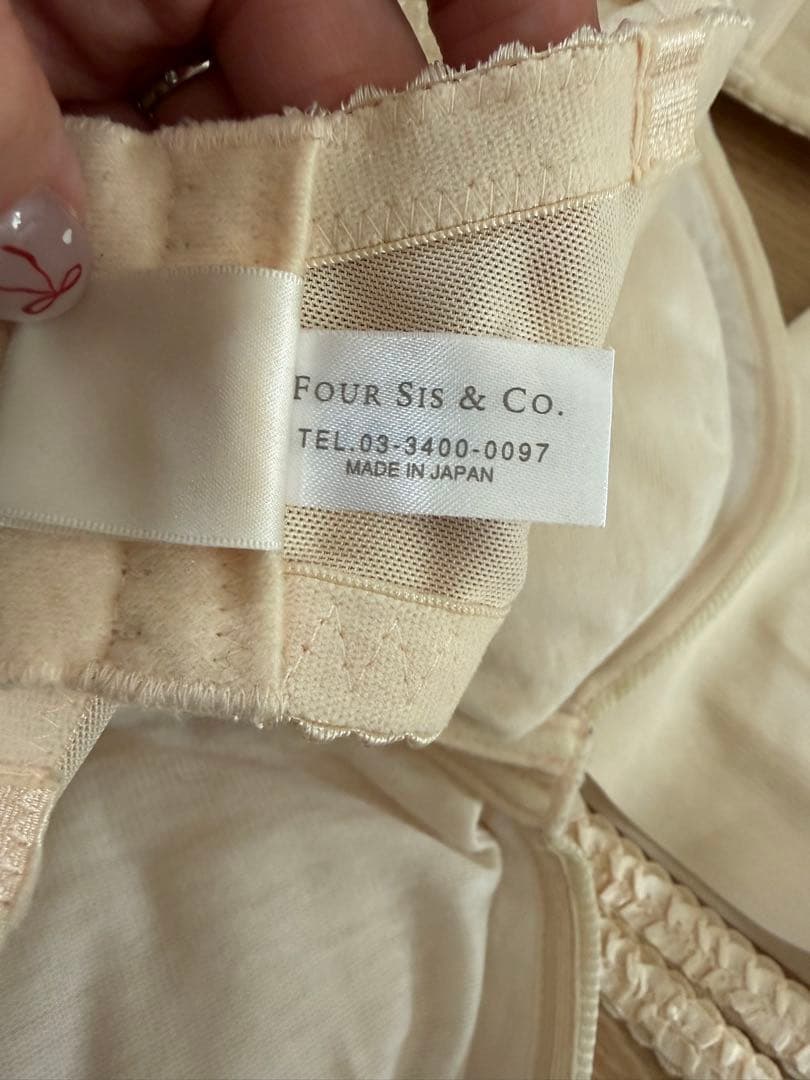 FOUR SIS & CO.
TEL.03-3400-0097
MADE IN JAPAN